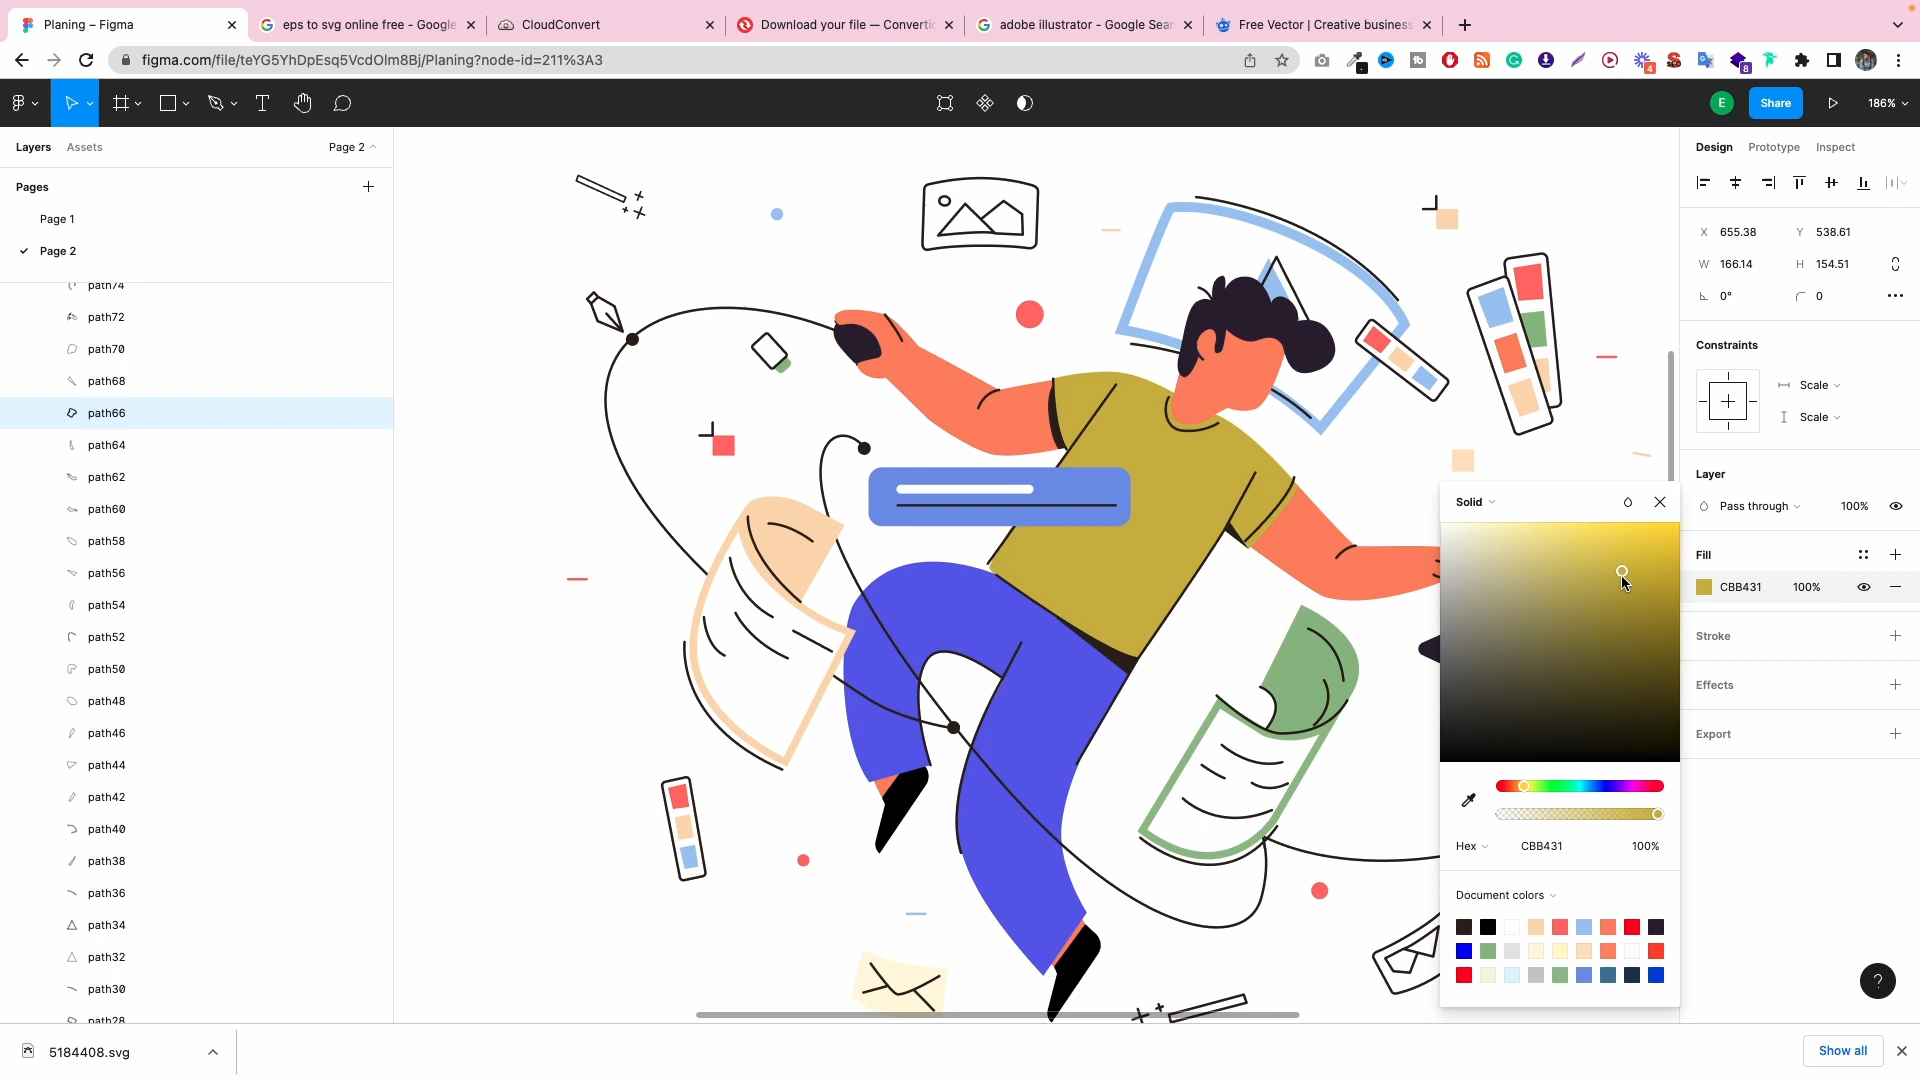 Planing – Figma
eps to svg online free - Google
CloudConvert
Download your file — Convertio
adobe illustrator - Google Sear
Free Vector | Creative business
figma.com/file/teYG5YhDpEsq5VcdOlm8Bj/Planing?node-id=211%3A3
4
8
E
Share
186%
Layers
Assets
Page 2
Pages
Page 1
Page 2
path74
path72
path70
path68
path66
path64
path62
path60
path58
path56
path54
path52
path50
path48
path46
path44
path42
path40
path38
path36
path34
path32
path30
path28
Design
Prototype
Inspect
X 655.38
Y 538.61
W 166.14
H 154.51
0°
0
Constraints
Scale
Scale
Layer
Pass through
100%
Fill
CBB431
100%
Stroke
Effects
Export
Solid
Hex
CBB431
100%
Document colors
?
5184408.svg
Show all